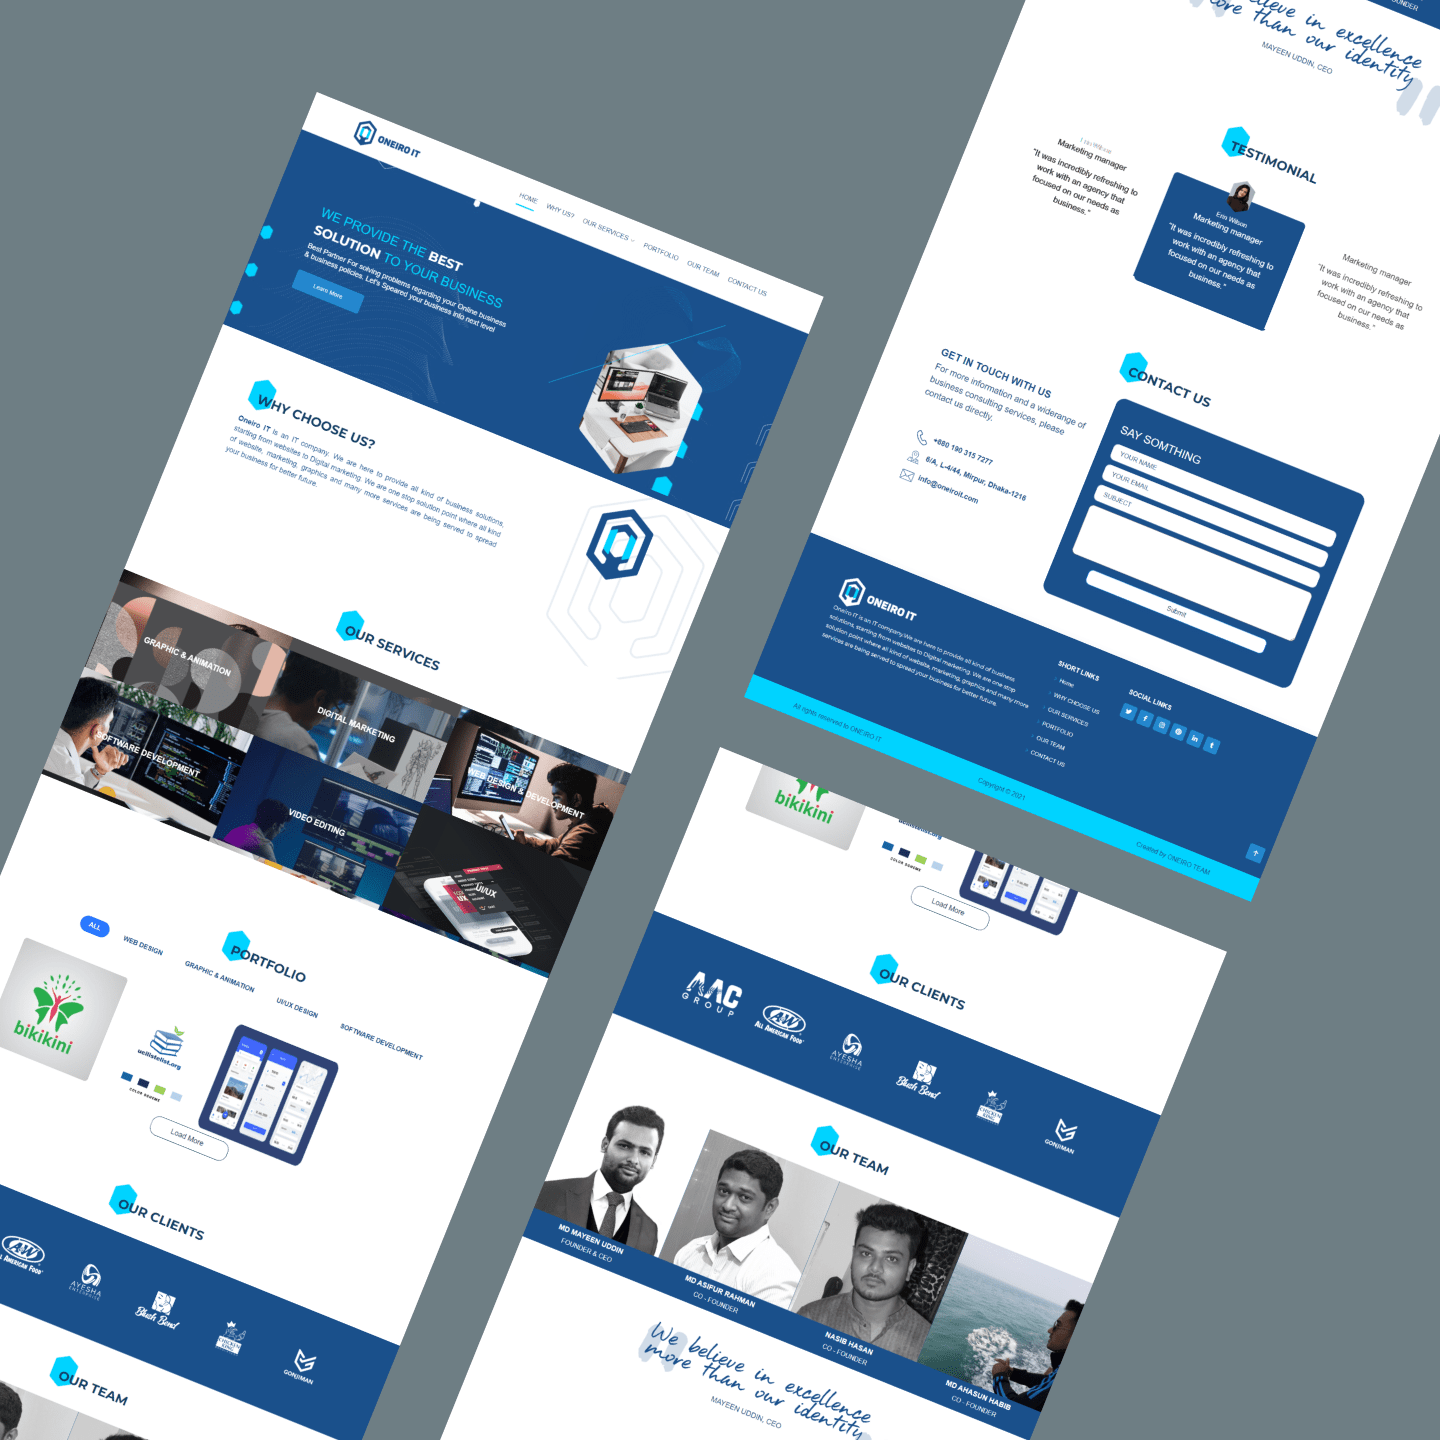 ONEIRO IT
HOME
WHY US?
OUR SERVICES
PORTFOLIO
OUR TEAM
CONTACT US
WE PROVIDE THE BEST
SOLUTION TO YOUR BUSINESS
Best Partner For solving problems regarding your Online business
& business policies. Let's Speared your business into next level
Learn More
WHY CHOOSE US?
Oneiro IT is an IT company. We are here to provide all kind of business solutions,
starting from websites to Digital marketing. We are one stop solution point where all kind
of website, marketing, graphics and many more services are being served to spread
your business for better future.
OUR SERVICES
GRAPHIC & ANIMATION
DIGITAL MARKETING
WEB DESIGN & DEVELOPMENT
SOFTWARE DEVELOPMENT
VIDEO EDITING
UI/UX
PORTFOLIO
ALL
WEB DESIGN
GRAPHIC & ANIMATION
UI/UX DESIGN
SOFTWARE DEVELOPMENT
bikikini
COLOR SCHEME
Load More
OUR CLIENTS
ALL AMERICAN FOOD
AYESHA
ENTERPRISE
Blush Bond
CHICKEN
KING
GONJIMAN
OUR TEAM
believe in excellence
more than our identity
MAYEEN UDDIN, CEO
TESTIMONIAL
Marketing manager
"It was incredibly refreshing to
work with an agency that
focused on our needs as
business."
Erin Wilson
Marketing manager
"It was incredibly refreshing to
work with an agency that
focused on our needs as
business."
Marketing manager
"It was incredibly refreshing to
work with an agency that
focused on our needs as
business."
GET IN TOUCH WITH US
For more information and a widerange of
business consulting services, please
contact us directly.
+880 190 315 7277
6/A, L-4/44, Mirpur, Dhaka-1216
info@oneiroit.com
CONTACT US
SAY SOMTHING
YOUR NAME
YOUR EMAIL
SUBJECT
Submit
ONEIRO IT
Oneiro IT is an IT company.We are here to provide all kind of business
solutions, starting from websites to Digital marketing. We are one stop
solution point where all kind of website, marketing, graphics and many more
services are being served to spread your business for better future.
SHORT LINKS
Home
WHY CHOOSE US
OUR SERVICES
PORTFOLIO
OUR TEAM
CONTACT US
SOCIAL LINKS
All rights reserved to ONEIRO IT
Copyright © 2021
Created by ONEIRO TEAM
bikikini
COLOR SCHEME
Load More
OUR CLIENTS
AAC
GROUP
A&W
ALL AMERICAN FOOD
AYESHA
ENTERPRISE
Blush Bond
CHICKEN
KING
GONJIMAN
OUR TEAM
MD MAYEEN UDDIN
FOUNDER & CEO
MD ASIFUR RAHMAN
CO - FOUNDER
NASIB HASAN
CO - FOUNDER
MD AHASUN HABIB
CO - FOUNDER
We believe in excellence
more than our identity
MAYEEN UDDIN, CEO